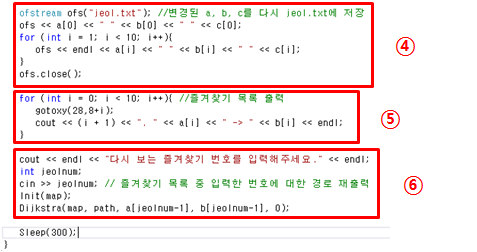 ofstream ofs("jeol.txt"); //변경된 a, b, c를 다시 jeol.txt에 저장
ofs << a[0] << " " << b[0] << " " << c[0];
for (int i = 1; i < 10; i++){
ofs << endl << a[i] << " " << b[i] << " " << c[i];
}
ofs.close();
④
for (int i = 0; i < 10; i++){ //즐겨찾기 목록 출력
gotoxy(28,8+i);
cout << (i + 1) << ". " << a[i] << " -> " << b[i] << endl;
}
⑤
cout << endl << "다시 보는 즐겨찾기 번호를 입력해주세요." << endl;
int jeolnum;
cin >> jeolnum; // 즐겨찾기 목록 중 입력한 번호에 대한 경로 재출력
Init(map);
Dijkstra(map, path, a[jeolnum-1], b[jeolnum-1], 0);
⑥
Sleep(300);
}